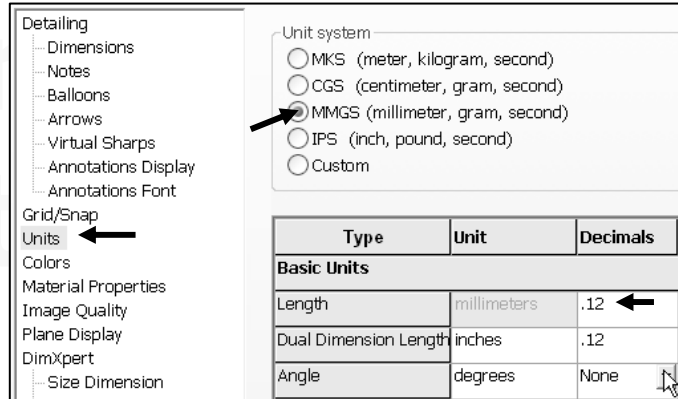 Detailing
Dimensions
Notes
Balloons
Arrows
Virtual Sharps
Annotations Display
Annotations Font
Grid/Snap
Units
Colors
Material Properties
Image Quality
Plane Display
DimXpert
Size Dimension
Unit system
MKS (meter, kilogram, second)
CGS (centimeter, gram, second)
MMGS (millimeter, gram, second)
IPS (inch, pound, second)
Custom
Type Unit Decimals
Basic Units
Length millimeters .12
Dual Dimension Length inches .12
Angle degrees None